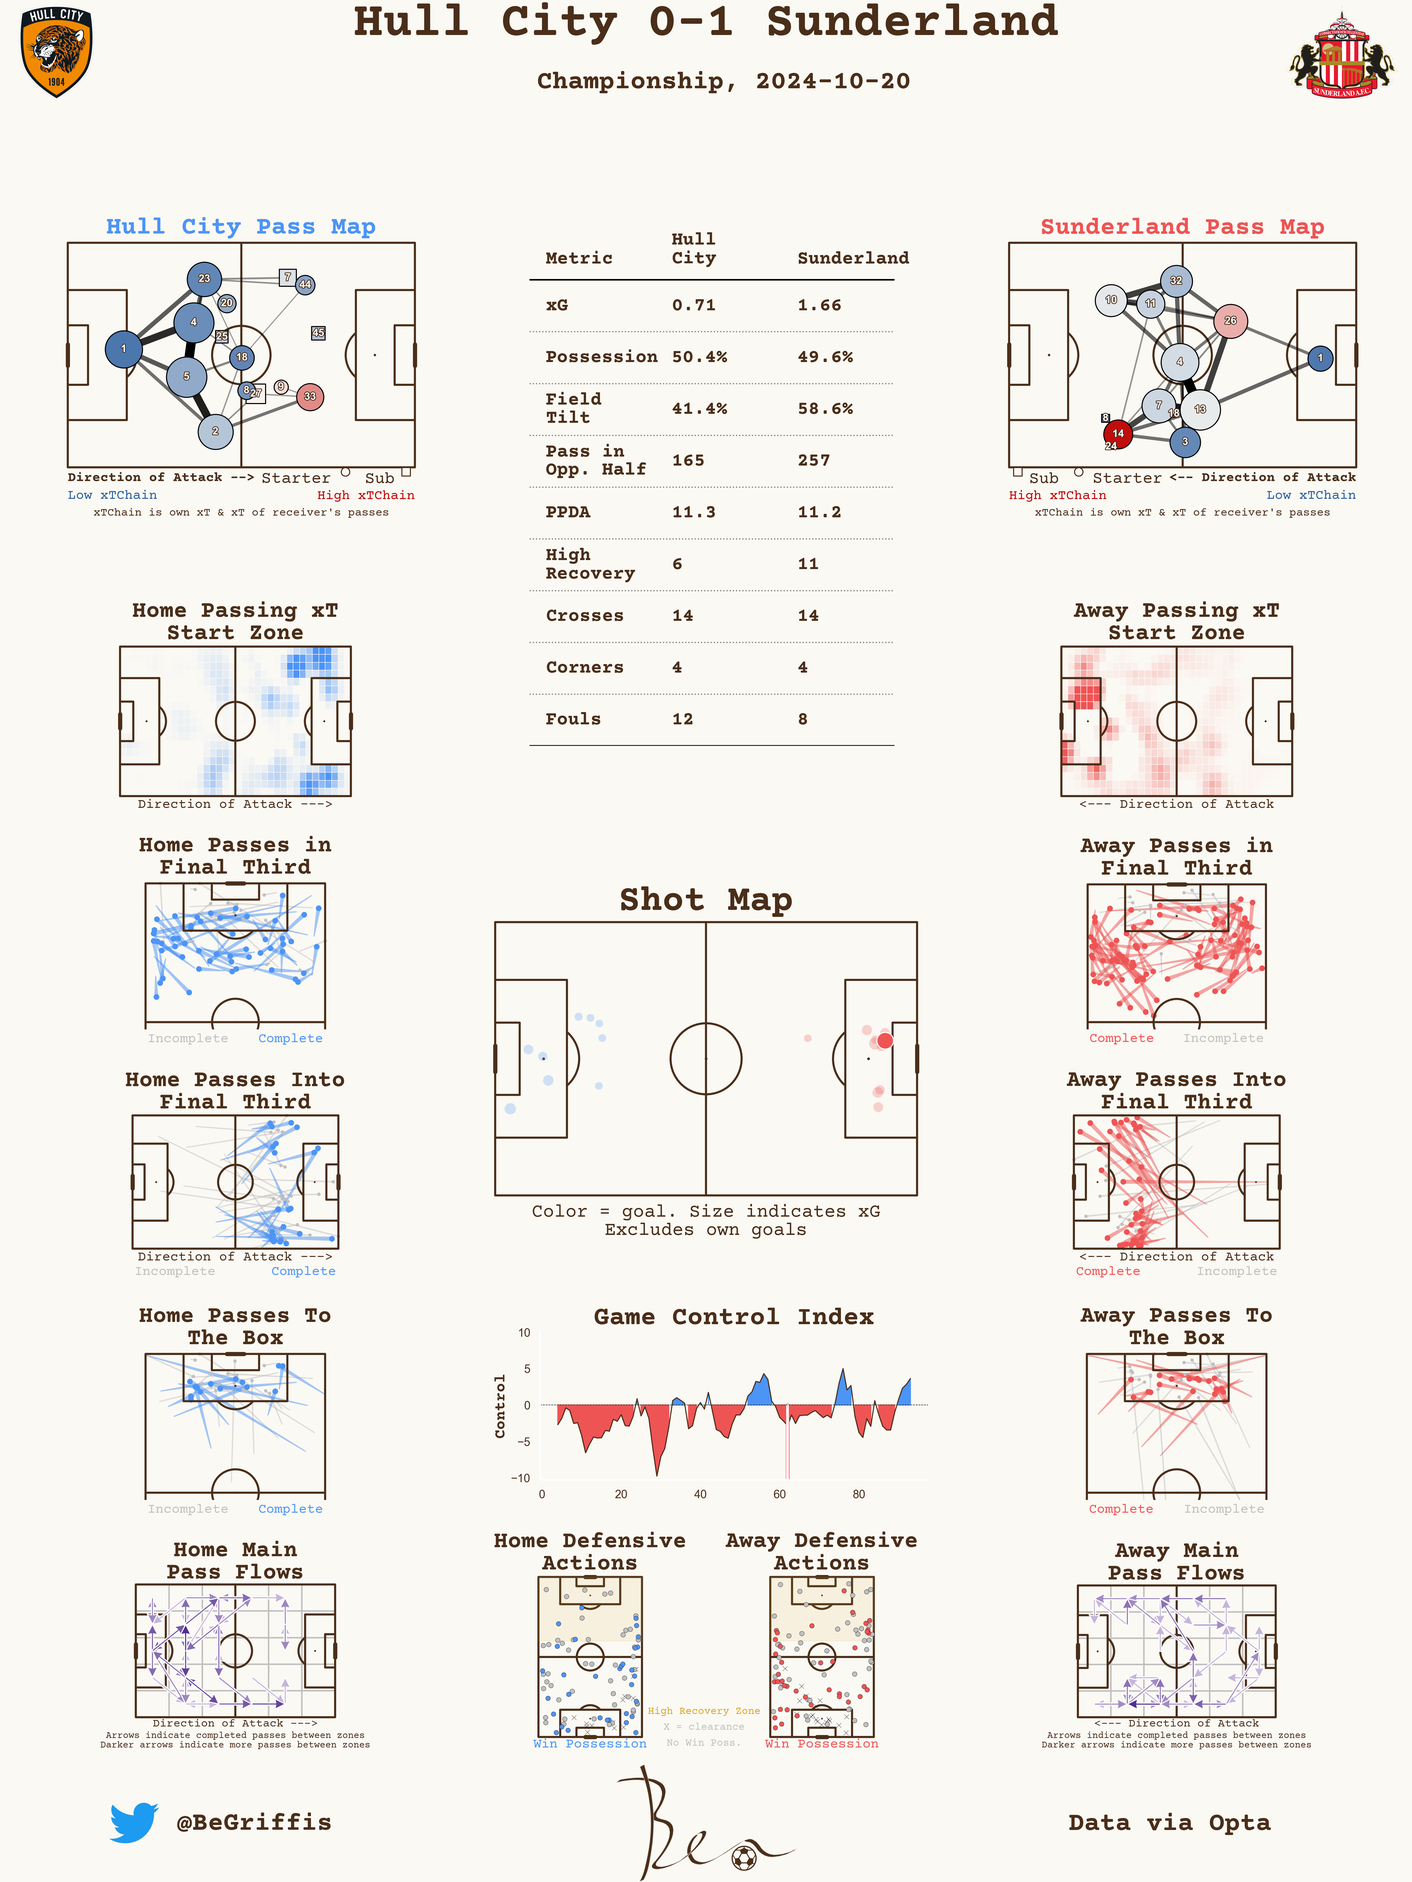 Hull City 0-1 Sunderland
Championship, 2024-10-20
HULL CITY
1904
SUNDERLAND A.F.C.
Hull City Pass Map
23
7
44
20
4
25
45
1
18
5
8
27
9
33
2
Direction of Attack --> Starter Sub
Low xTChain High xTChain
xTChain is own xT & xT of receiver's passes
Metric Hull City Sunderland
xG 0.71 1.66
Possession 50.4% 49.6%
Field Tilt 41.4% 58.6%
Pass in Opp. Half 165 257
PPDA 11.3 11.2
High Recovery 6 11
Crosses 14 14
Corners 4 4
Fouls 12 8
Sunderland Pass Map
32
10
11
26
4
1
7
18
13
8
14
24
3
Sub Starter <-- Direction of Attack
High xTChain Low xTChain
xTChain is own xT & xT of receiver's passes
Home Passing xT
Start Zone
Direction of Attack --->
Away Passing xT
Start Zone
<--- Direction of Attack
Home Passes in
Final Third
Incomplete Complete
Away Passes in
Final Third
Complete Incomplete
Shot Map
Color = goal. Size indicates xG
Excludes own goals
Home Passes Into
Final Third
Direction of Attack --->
Incomplete Complete
Away Passes Into
Final Third
<--- Direction of Attack
Complete Incomplete
Home Passes To
The Box
Incomplete Complete
Game Control Index
Control
10
5
0
−5
−10
0 20 40 60 80
Away Passes To
The Box
Complete Incomplete
Home Main
Pass Flows
Direction of Attack --->
Arrows indicate completed passes between zones
Darker arrows indicate more passes between zones
Home Defensive
Actions
Win Possession
High Recovery Zone
X = clearance
No Win Poss.
Away Defensive
Actions
Win Possession
Away Main
Pass Flows
<--- Direction of Attack
Arrows indicate completed passes between zones
Darker arrows indicate more passes between zones
@BeGriffis
Ben
Data via Opta